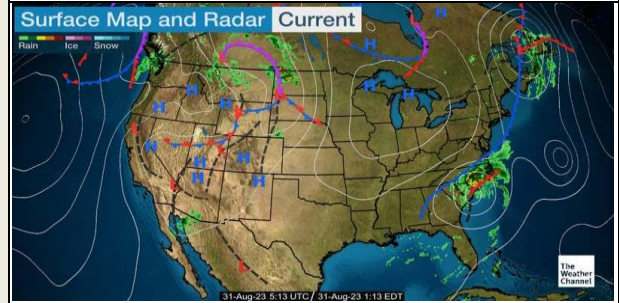 Surface Map and Radar Current
Rain Ice Snow
H
H
H
H
H
H
H
H
H
H
H
H
L
L
The
Weather
Channel
31-Aug-23 5:13 UTC / 31-Aug-23 1:13 EDT